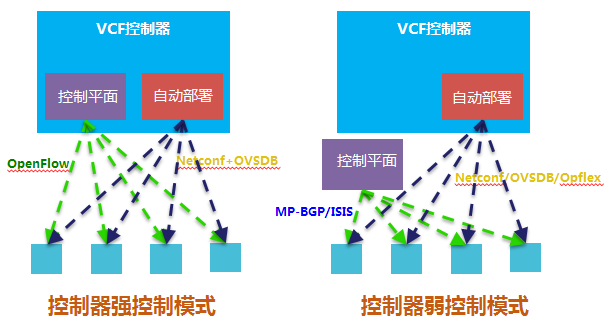 VCF控制器
控制平面
自动部署
OpenFlow
Netconf+OVSDB
控制器强控制模式
VCF控制器
自动部署
控制平面
Netconf/OVSDB/Opflex
MP-BGP/ISIS
控制器弱控制模式